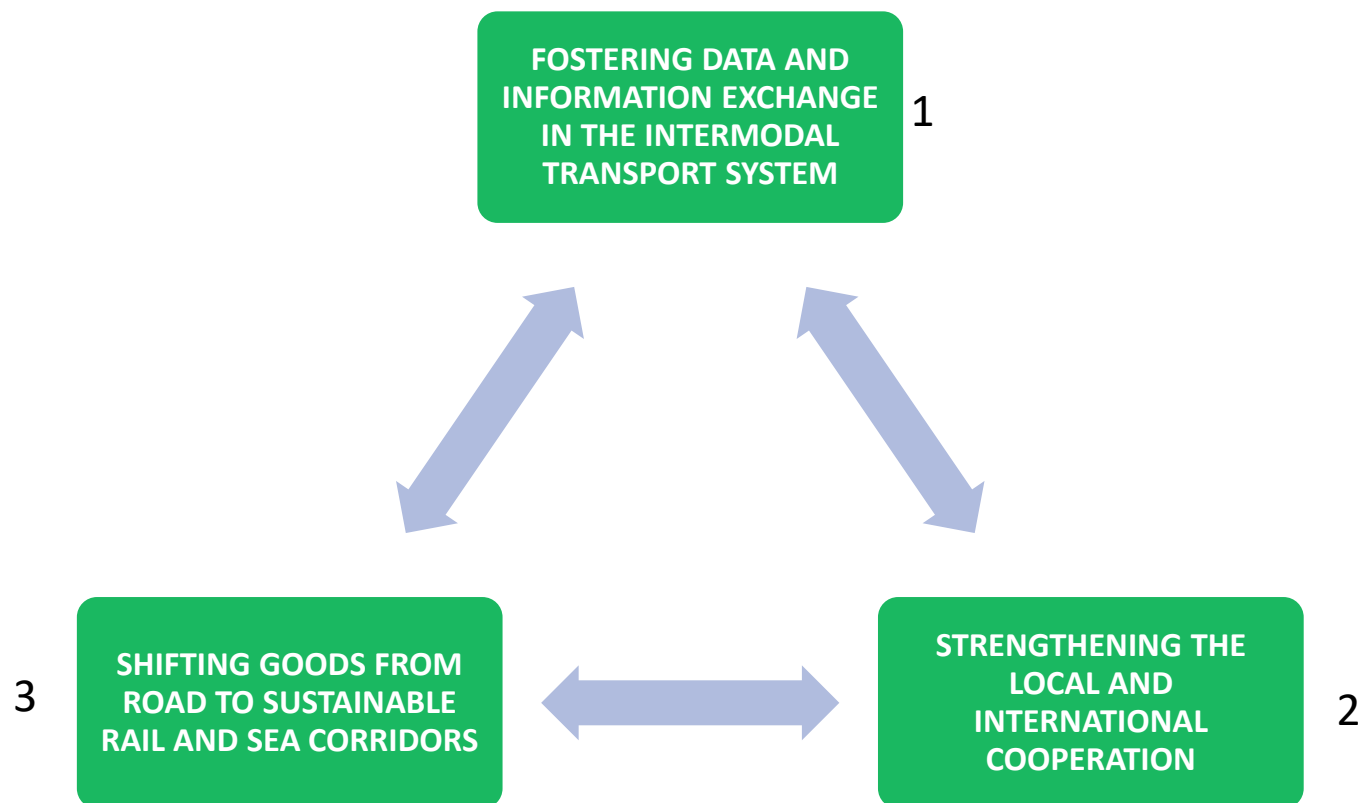 FOSTERING DATA AND
INFORMATION EXCHANGE
IN THE INTERMODAL
TRANSPORT SYSTEM
1
SHIFTING GOODS FROM
ROAD TO SUSTAINABLE
RAIL AND SEA CORRIDORS
3
STRENGTHENING THE
LOCAL AND
INTERNATIONAL
COOPERATION
2